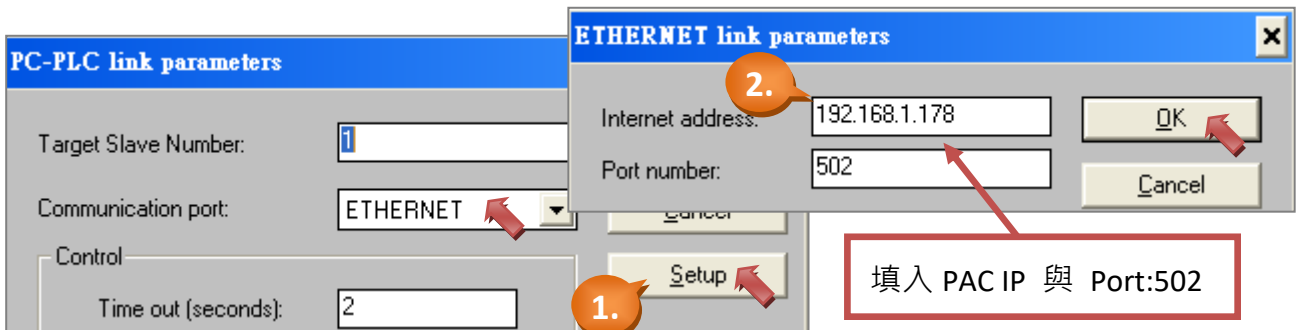 PC-PLC link parameters
Target Slave Number:
1
Communication port:
ETHERNET
Cancel
Control
Setup
1.
Time out (seconds):
2
ETHERNET link parameters
2.
Internet address:
192.168.1.178
OK
Port number:
502
Cancel
填入 PAC IP 與 Port:502